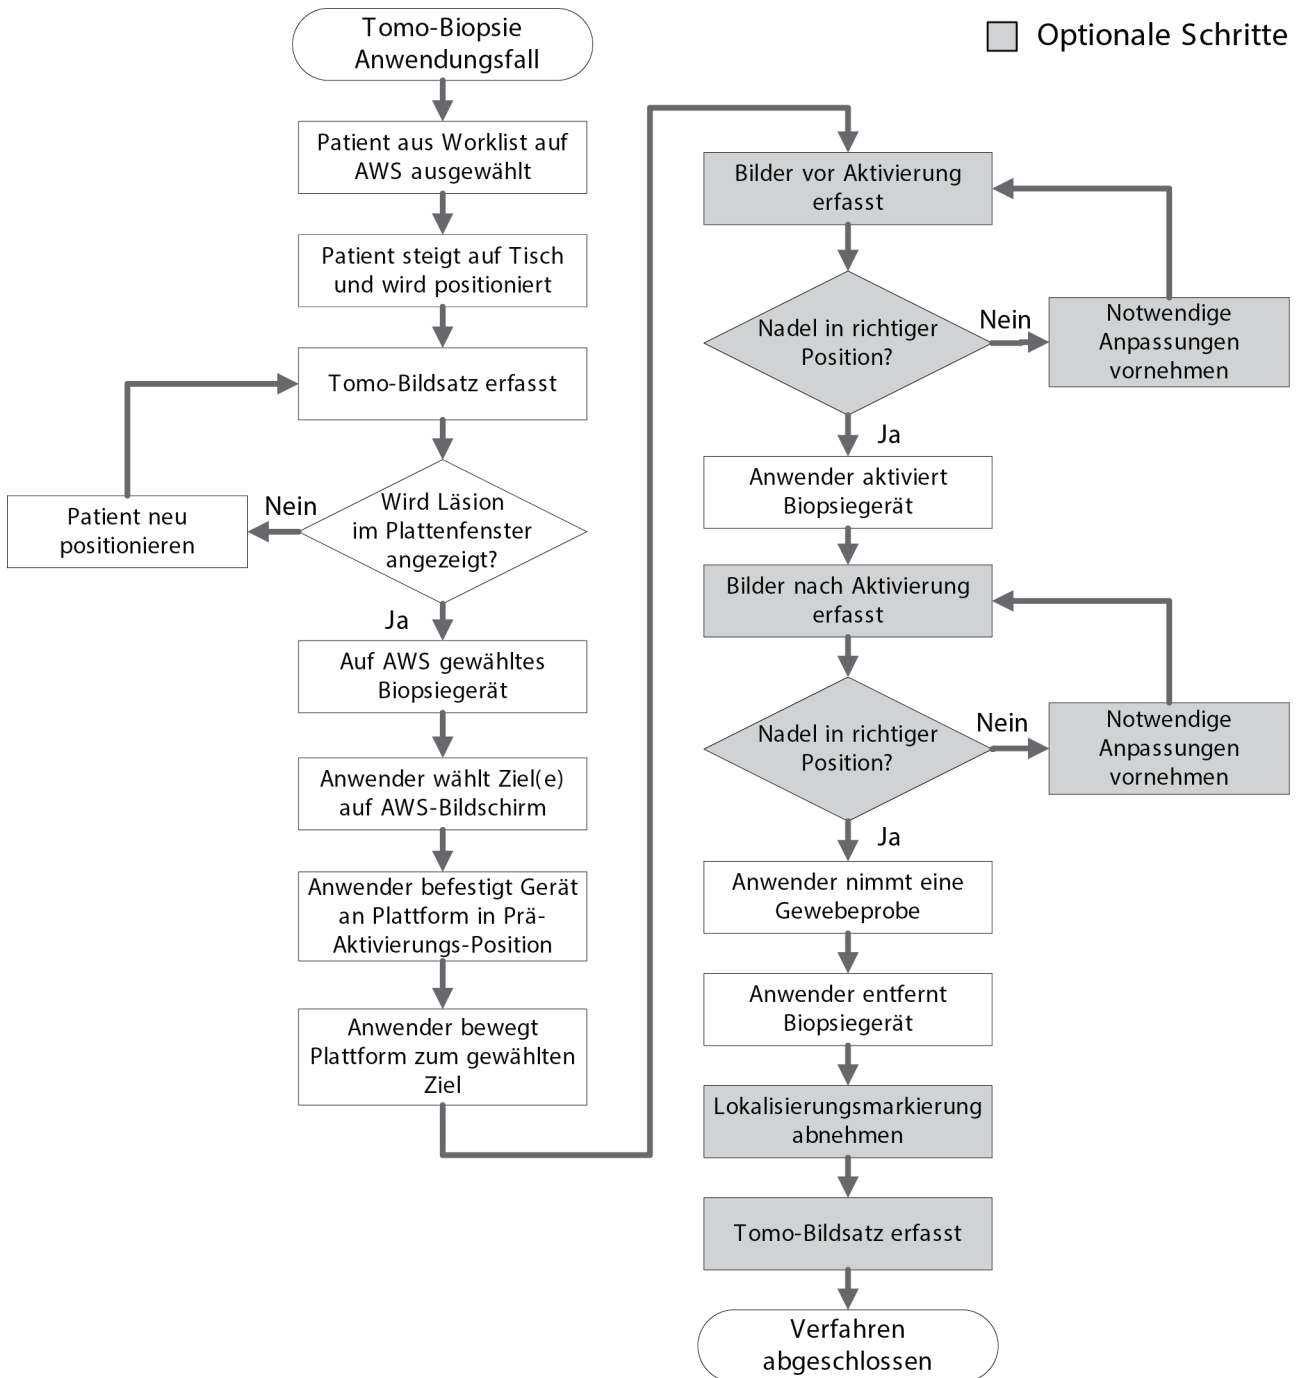 Tomo-Biopsie
Anwendungsfall
Optionale Schritte
Patient aus Worklist auf
AWS ausgewählt
Patient steigt auf Tisch
und wird positioniert
Tomo-Bildsatz erfasst
Wird Läsion
im Plattenfenster
angezeigt?
Nein
Patient neu
positionieren
Ja
Auf AWS gewähltes
Biopsiegerät
Anwender wählt Ziel(e)
auf AWS-Bildschirm
Anwender befestigt Gerät
an Plattform in Prä-
Aktivierungs-Position
Anwender bewegt
Plattform zum gewählten
Ziel
Bilder vor Aktivierung
erfasst
Nadel in richtiger
Position?
Nein
Notwendige
Anpassungen
vornehmen
Ja
Anwender aktiviert
Biopsiegerät
Bilder nach Aktivierung
erfasst
Nadel in richtiger
Position?
Nein
Notwendige
Anpassungen
vornehmen
Ja
Anwender nimmt eine
Gewebeprobe
Anwender entfernt
Biopsiegerät
Lokalisierungsmarkierung
abnehmen
Tomo-Bildsatz erfasst
Verfahren
abgeschlossen